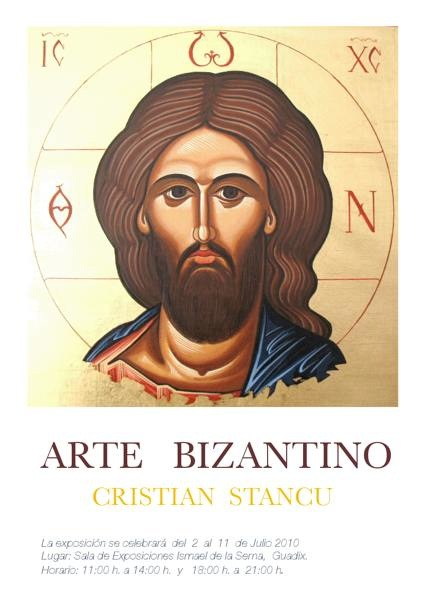 IC XC
Ѡ
Ѻ N
ARTE BIZANTINO
CRISTIAN STANCU
La exposición se celebrará del 2 al 11 de Julio 2010
Lugar: Sala de Exposiciones Ismael de la Serna, Guadix.
Horario: 11:00 h. a 14:00 h. y 18:00 h. a 21:00 h.